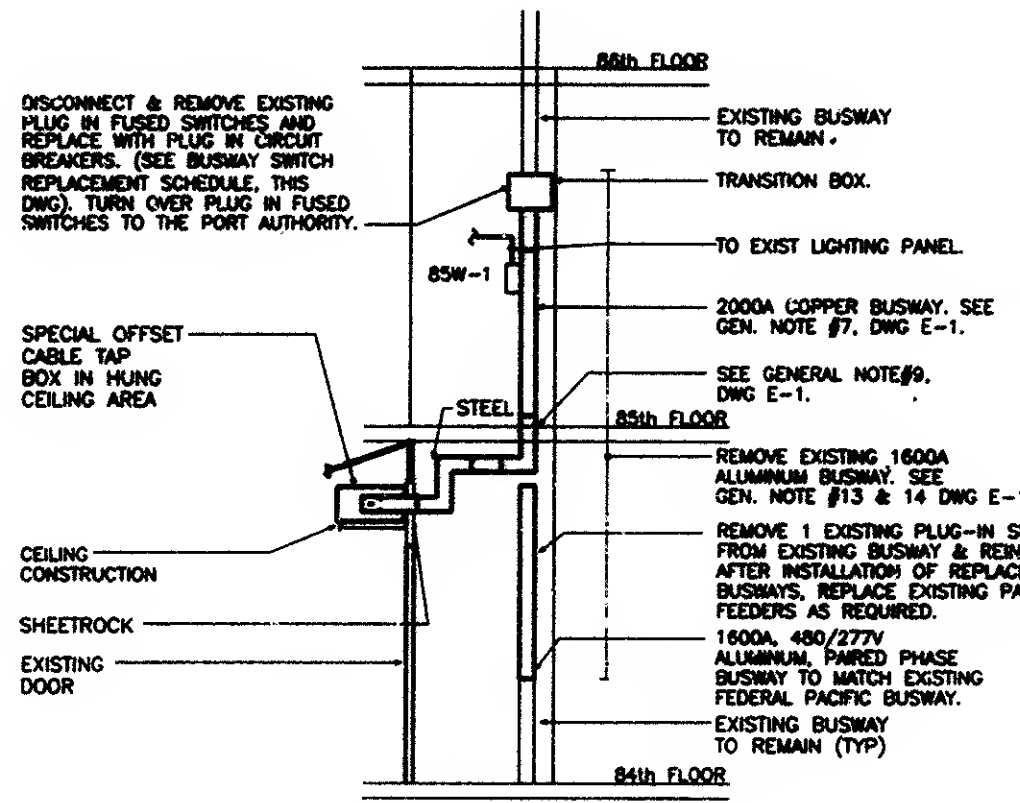 86th FLOOR
DISCONNECT & REMOVE EXISTING
PLUG IN FUSED SWITCHES AND
REPLACE WITH PLUG IN CIRCUIT
BREAKERS. (SEE BUSWAY SWITCH
REPLACEMENT SCHEDULE, THIS
DWG). TURN OVER PLUG IN FUSED
SWITCHES TO THE PORT AUTHORITY.
EXISTING BUSWAY
TO REMAIN.
TRANSITION BOX.
TO EXIST LIGHTING PANEL.
85W-1
2000A COPPER BUSWAY. SEE
GEN. NOTE #7, DWG E-1.
SPECIAL OFFSET
CABLE TAP
BOX IN HUNG
CEILING AREA
SEE GENERAL NOTE#9,
DWG E-1.
STEEL
85th FLOOR
REMOVE EXISTING 1600A
ALUMINUM BUSWAY. SEE
GEN. NOTE #13 & 14 DWG E-1
REMOVE 1 EXISTING PLUG-IN S
FROM EXISTING BUSWAY & REIN
AFTER INSTALLATION OF REPLAC
BUSWAYS, REPLACE EXISTING PA
FEEDERS AS REQUIRED.
CEILING
CONSTRUCTION
SHEETROCK
EXISTING
DOOR
1600A, 480/277V
ALUMINUM, PAIRED PHASE
BUSWAY TO MATCH EXISTING
FEDERAL PACIFIC BUSWAY.
EXISTING BUSWAY
TO REMAIN (TYP)
84th FLOOR